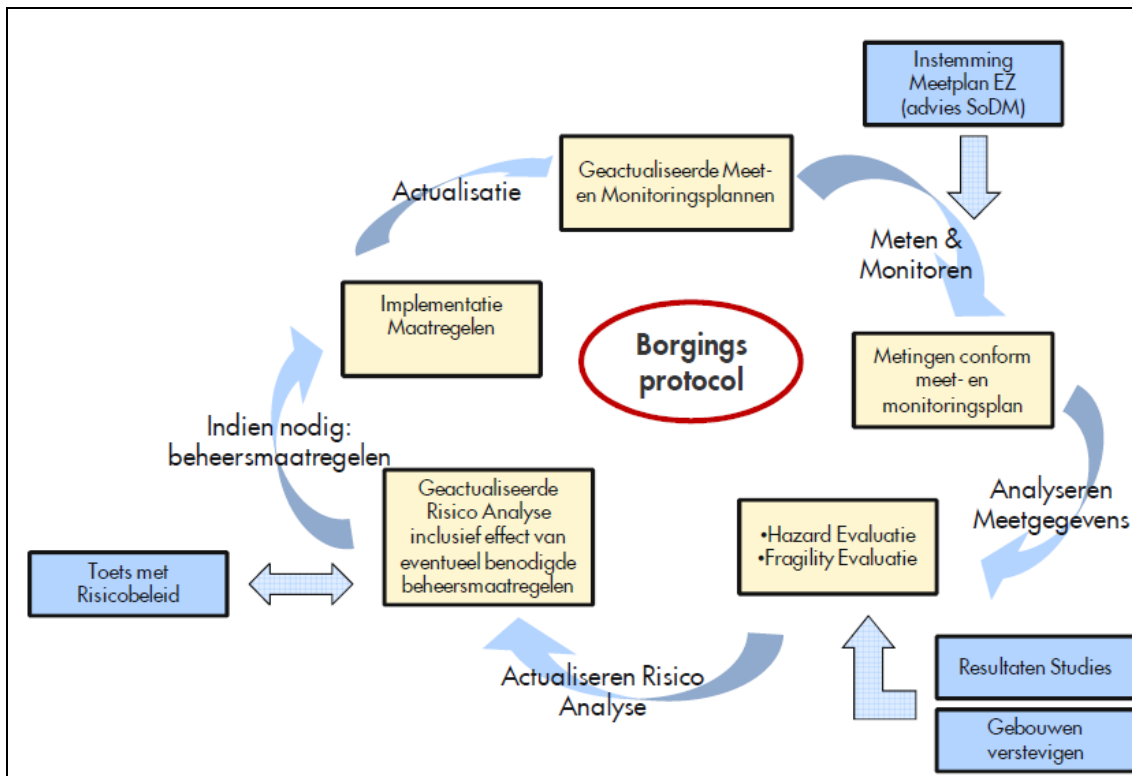 Instemming
Meetplan EZ
(advies SoDM)
Geactualiseerde Meet-
en Monitoringsplannen
Actualisatie
Meten &
Monitoren
Implementatie
Maatregelen
Borgings
protocol
Metingen conform
meet- en
monitoringsplan
Indien nodig:
beheersmaatregelen
Geactualiseerde
Risico Analyse
inclusief effect van
eventueel benodigde
beheersmaatregelen
•Hazard Evaluatie
•Fragility Evaluatie
Analyseren
Meetgegevens
Toets met
Risicobeleid
Actualiseren Risico
Analyse
Resultaten Studies
Gebouwen
verstevigen